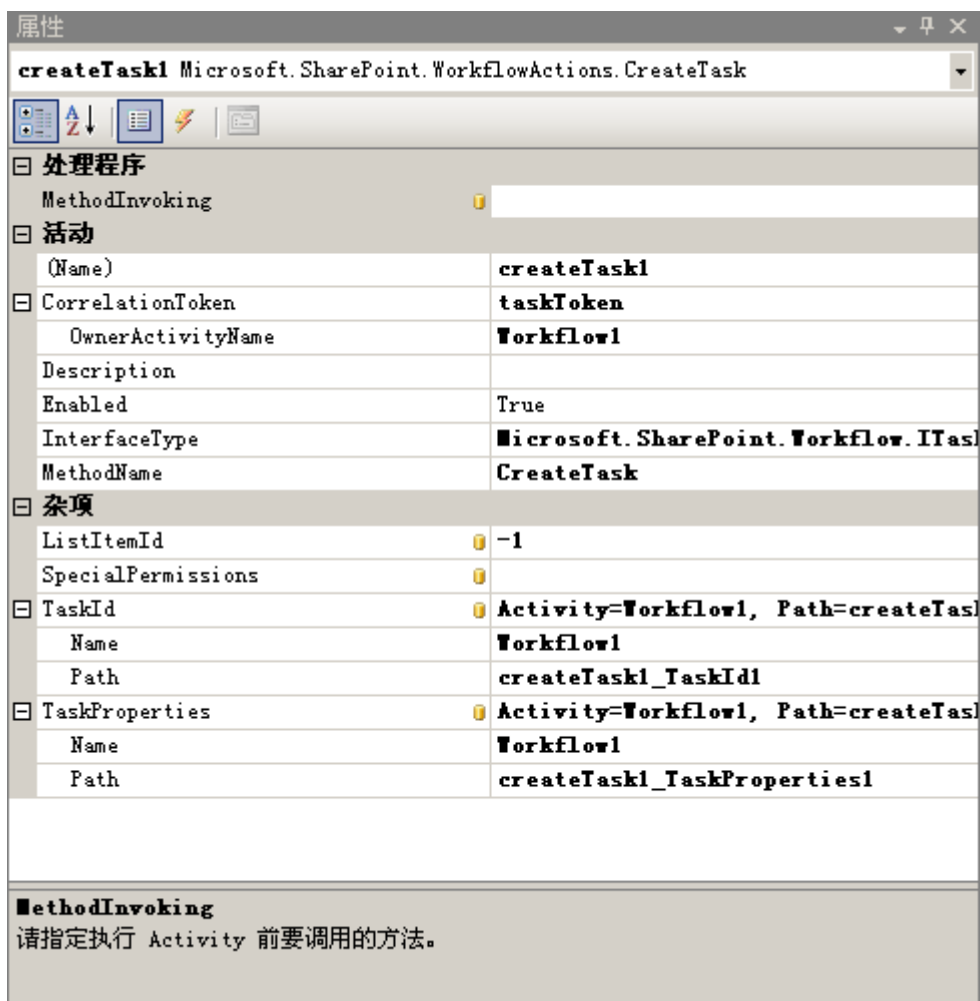 属性
createTask1 Microsoft.SharePoint.WorkflowActions.CreateTask
处理程序
MethodInvoking
活动
(Name) createTask1
CorrelationToken taskToken
OwnerActivityName Workflow1
Description
Enabled True
InterfaceType Microsoft.SharePoint.Workflow.ITas
MethodName CreateTask
杂项
ListItemId -1
SpecialPermissions
TaskId Activity=Workflow1, Path=createTas
Name Workflow1
Path createTask1_TaskId1
TaskProperties Activity=Workflow1, Path=createTas
Name Workflow1
Path createTask1_TaskProperties1
MethodInvoking
请指定执行 Activity 前要调用的方法。